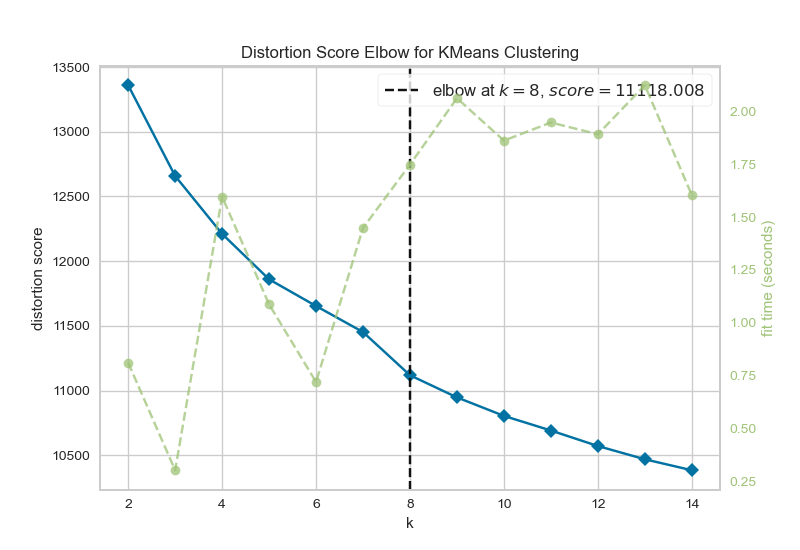 Distortion Score Elbow for KMeans Clustering
elbow at k = 8, score = 11118.008
distortion score
13500
13000
12500
12000
11500
11000
10500
2 4 6 8 10 12 14
k
2.00
1.75
1.50
1.25
1.00
0.75
0.50
0.25
fit time (seconds)